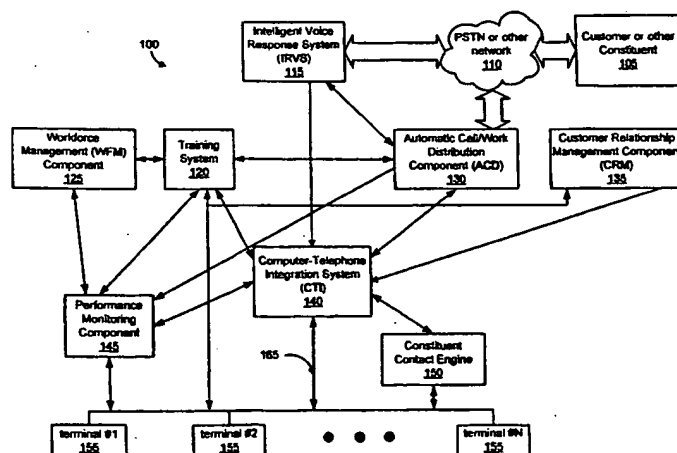 100
Intelligent Voice
Response System
(IRVS)
115
PSTN or other
network
110
Customer or other
Constituent
105
Workforce
Management (WFM)
Component
125
Training
System
120
Automatic Call/Work
Distribution
Component (ACD)
130
Customer Relationship
Management Component
(CRM)
135
Computer-Telephone
Integration System
(CTI)
140
Performance
Monitoring
Component
145
165
Constituent
Contact Engine
150
terminal #1
155
terminal #2
155
terminal #N
155